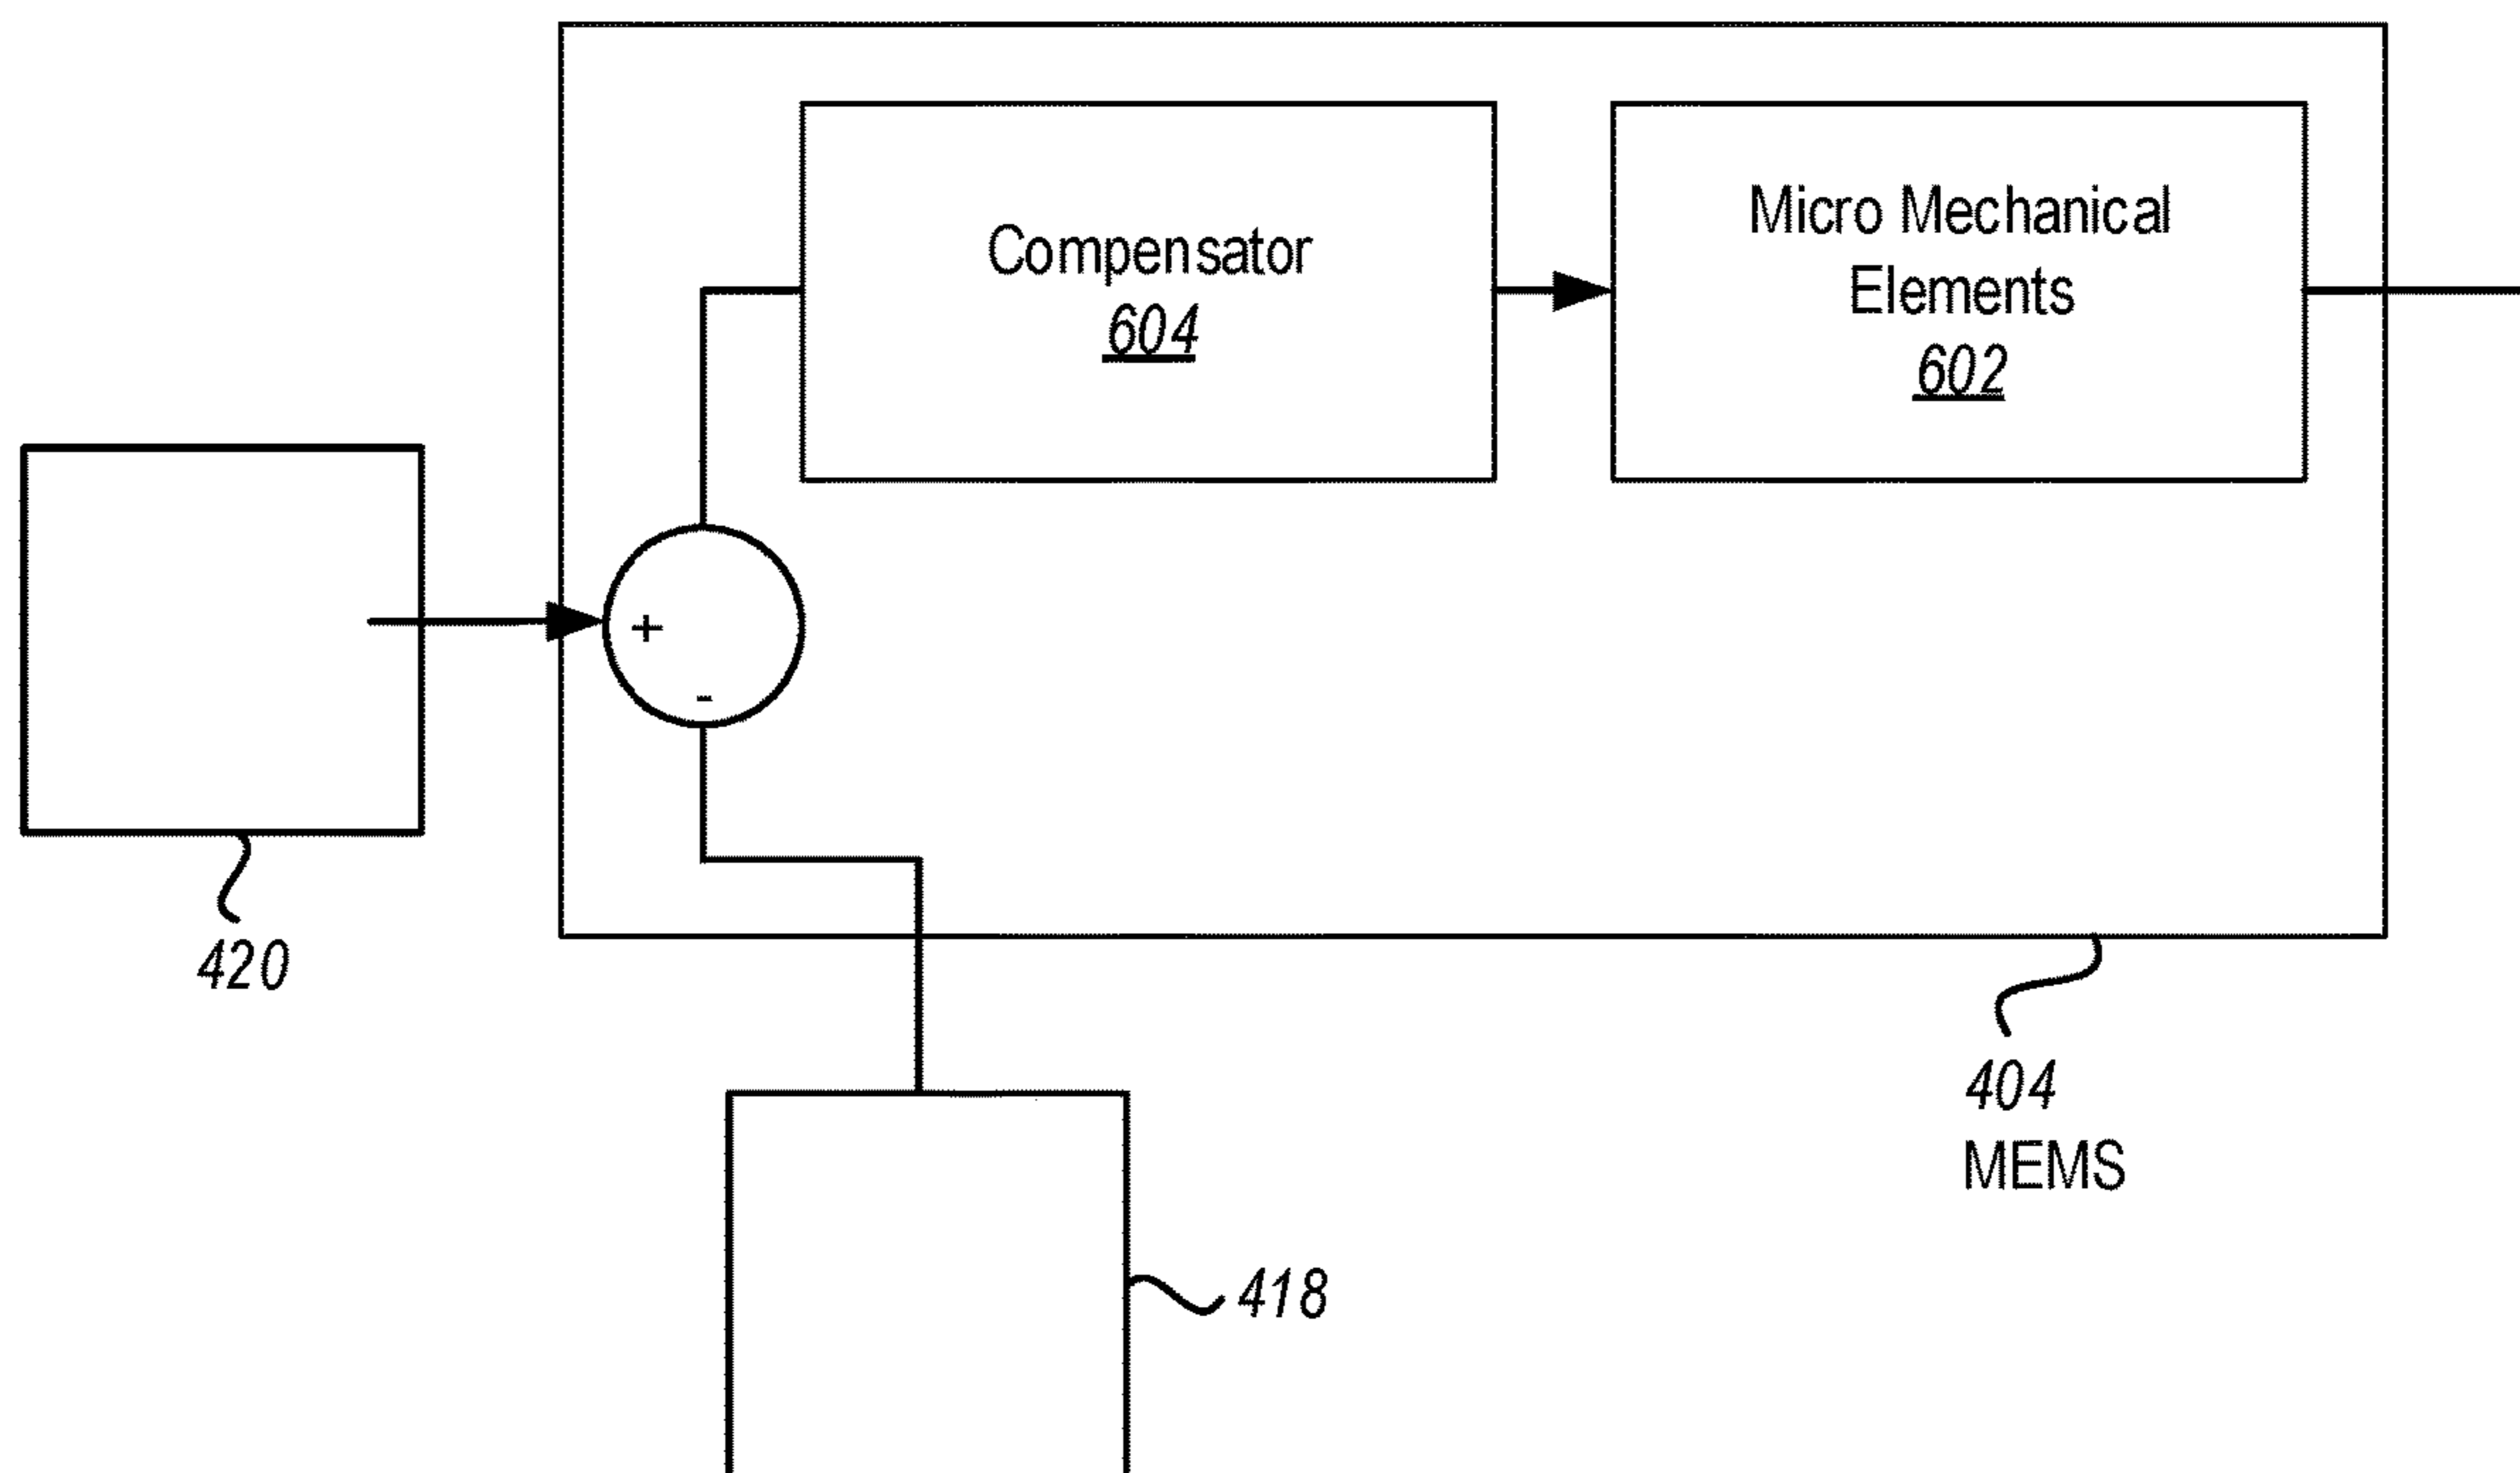 Compensator
604
Micro Mechanical
Elements
602
+
-
420
404
MEMS
418